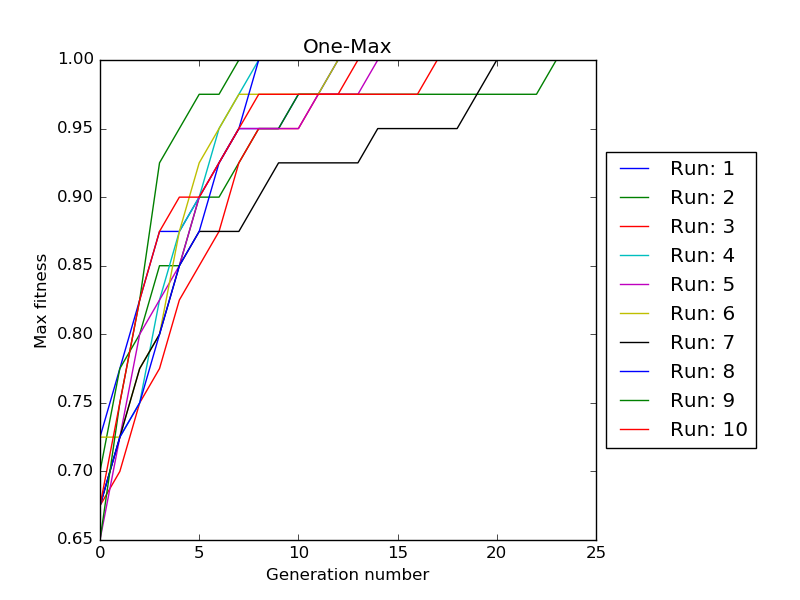 One-Max
1.00
0.95
0.90
0.85
0.80
0.75
0.70
0.65
Max fitness
0 5 10 15 20 25
Generation number
Run: 1
Run: 2
Run: 3
Run: 4
Run: 5
Run: 6
Run: 7
Run: 8
Run: 9
Run: 10